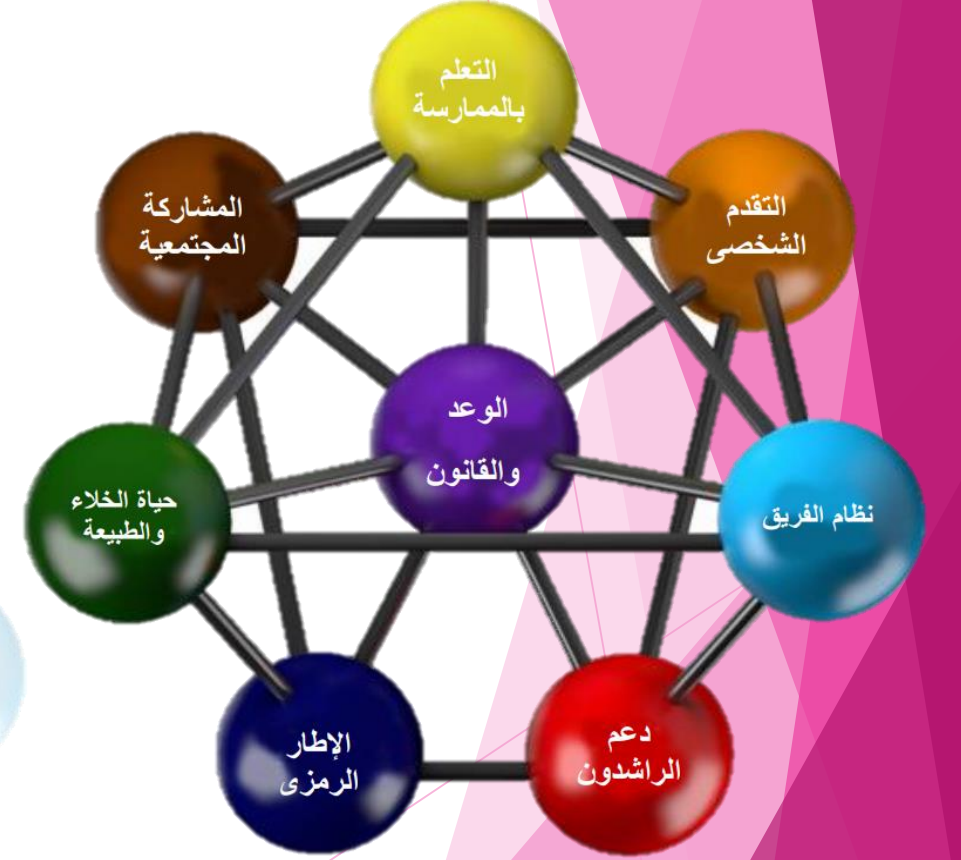 التعلم
بالممارسة
المشاركة
المجتمعية
التقدم
الشخصى
الوعد
والقانون
حياة الخلاء
والطبيعة
نظام الفريق
الإطار
الرمزى
دعم
الراشدون